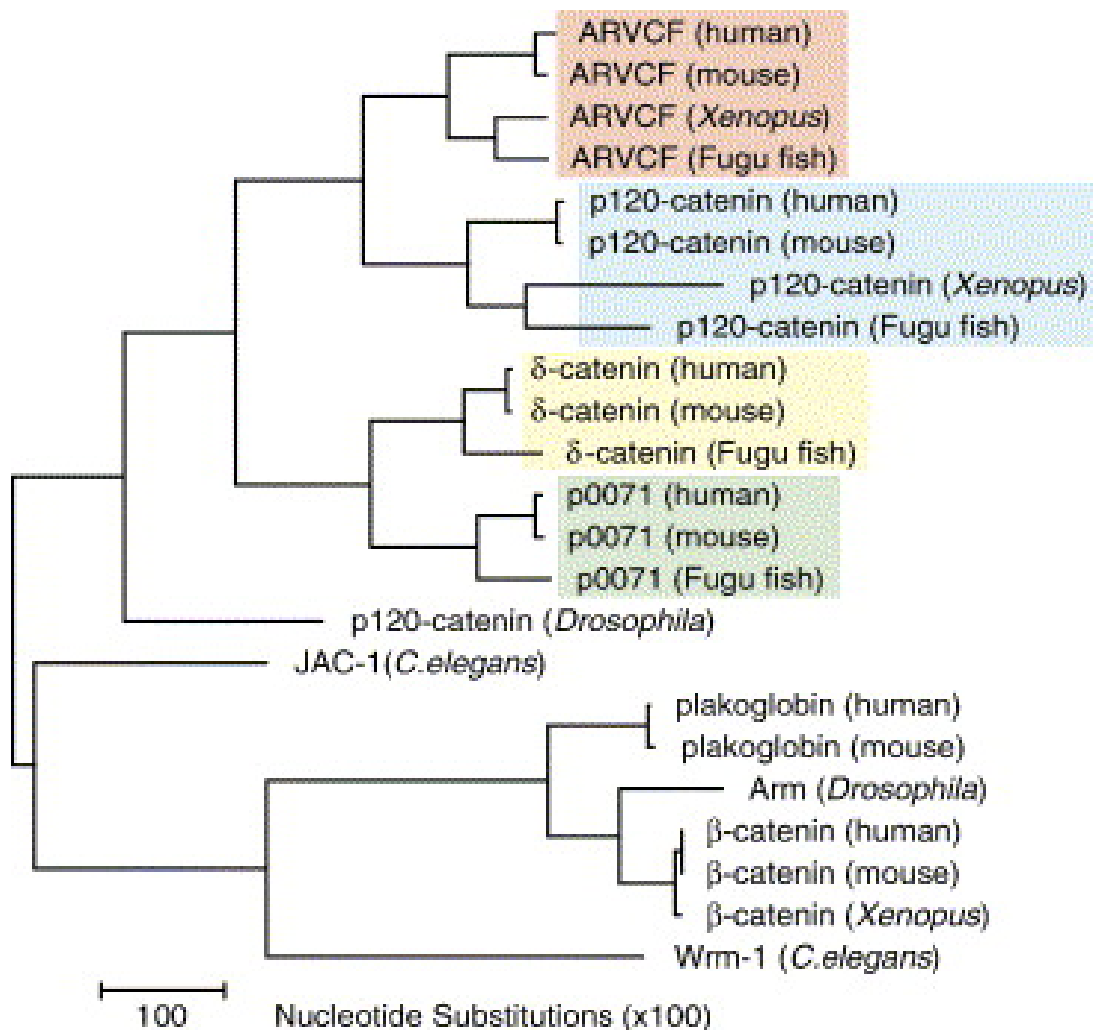 ARVCF (human)
ARVCF (mouse)
ARVCF (Xenopus)
ARVCF (Fugu fish)
p120-catenin (human)
p120-catenin (mouse)
p120-catenin (Xenopus)
p120-catenin (Fugu fish)
δ-catenin (human)
δ-catenin (mouse)
δ-catenin (Fugu fish)
p0071 (human)
p0071 (mouse)
p0071 (Fugu fish)
p120-catenin (Drosophila)
JAC-1(C.elegans)
plakoglobin (human)
plakoglobin (mouse)
Arm (Drosophila)
β-catenin (human)
β-catenin (mouse)
β-catenin (Xenopus)
Wrm-1 (C.elegans)
100 Nucleotide Substitutions (x100)